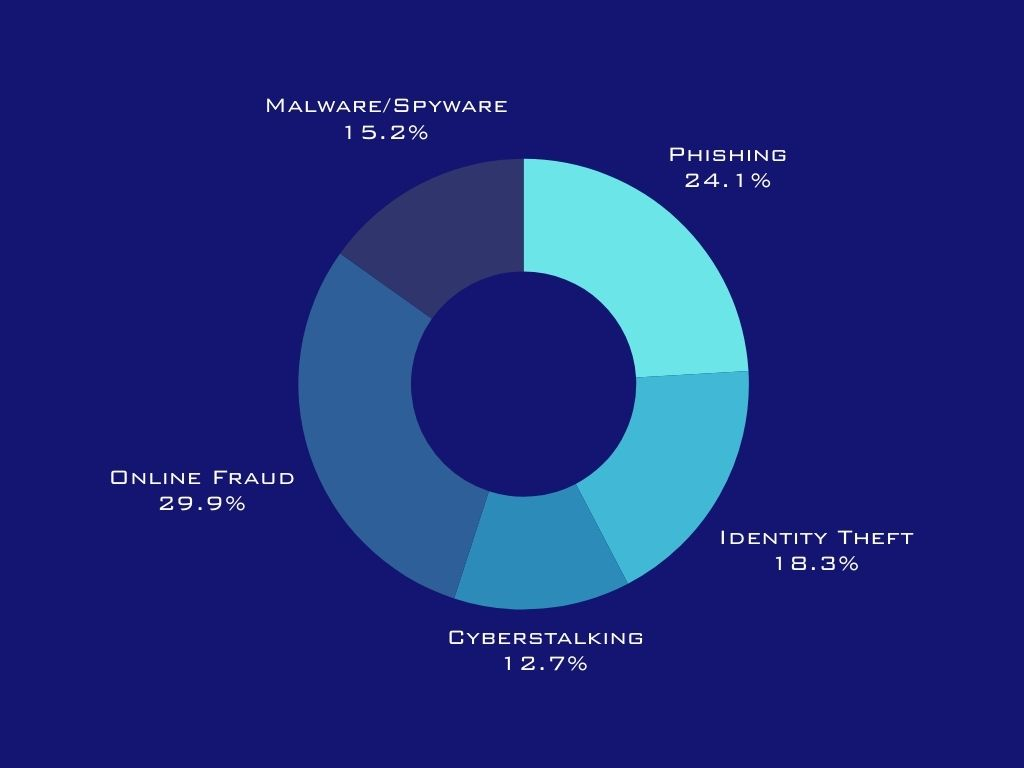 Malware/Spyware
15.2%
Phishing
24.1%
Online Fraud
29.9%
Identity Theft
18.3%
Cyberstalking
12.7%